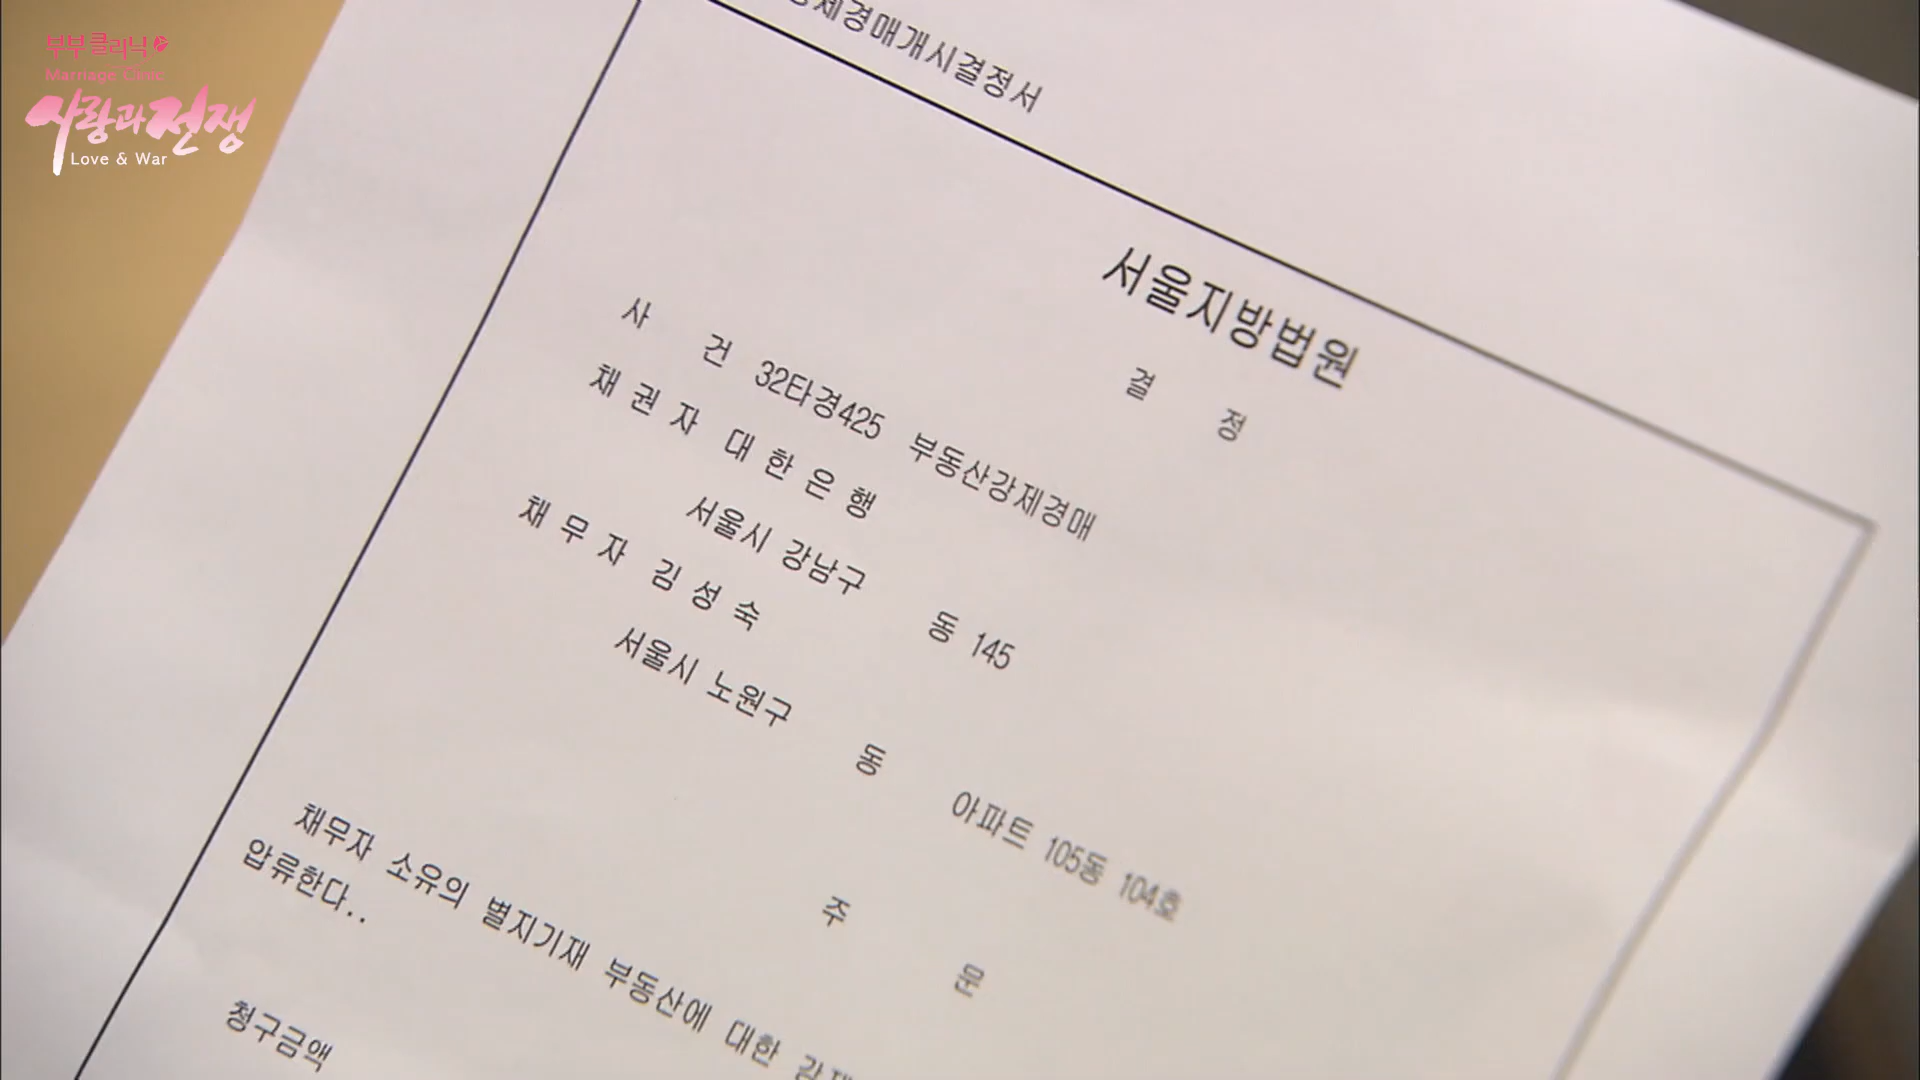 부부클리닉
Marriage Clinic
사랑과 전쟁
Love & War
강제경매개시결정서
서울지방법원
결 정
사 건 32타경425 부동산강제경매
채 권 자 대 한 은 행
서울시 강남구 동 145
채 무 자 김 성 숙
서울시 노원구 동 아파트 105동 104호
주 문
채무자 소유의 별지기재 부동산에 대한 강제
압류한다..
청구금액